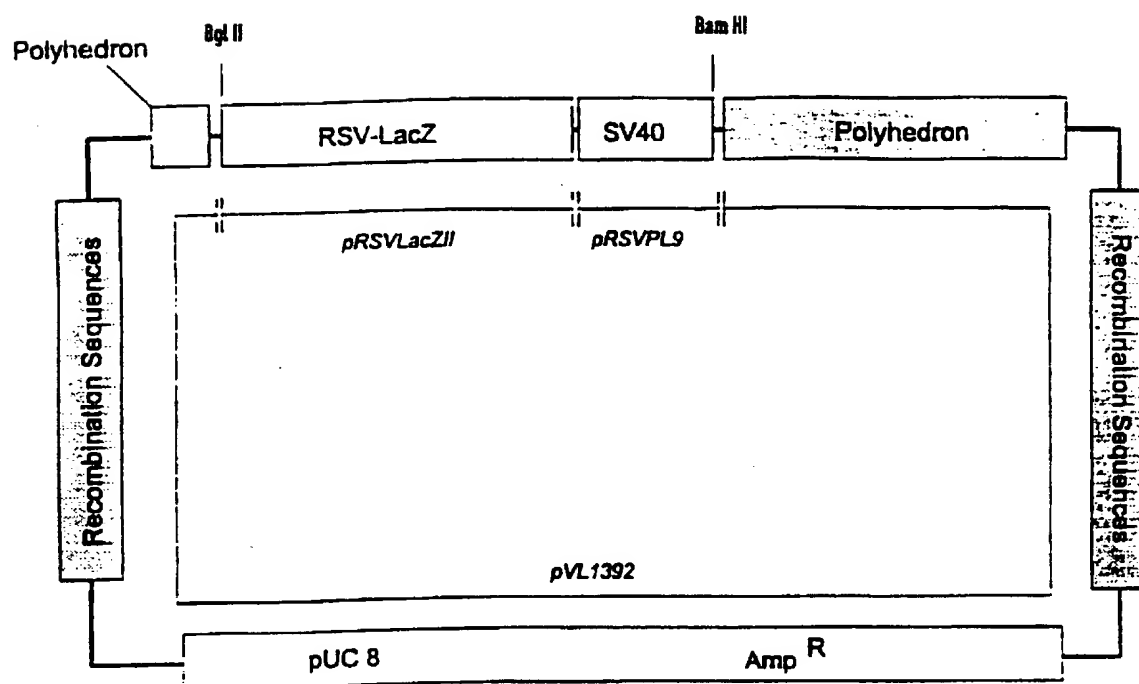 Polyhedron
Bgl II
Bam HI
RSV-LacZ
SV40
Polyhedron
pRSVLacZII
pRSVPL9
Recombination Sequences
Recombination Sequences
pVL1392
pUC 8
Amp R